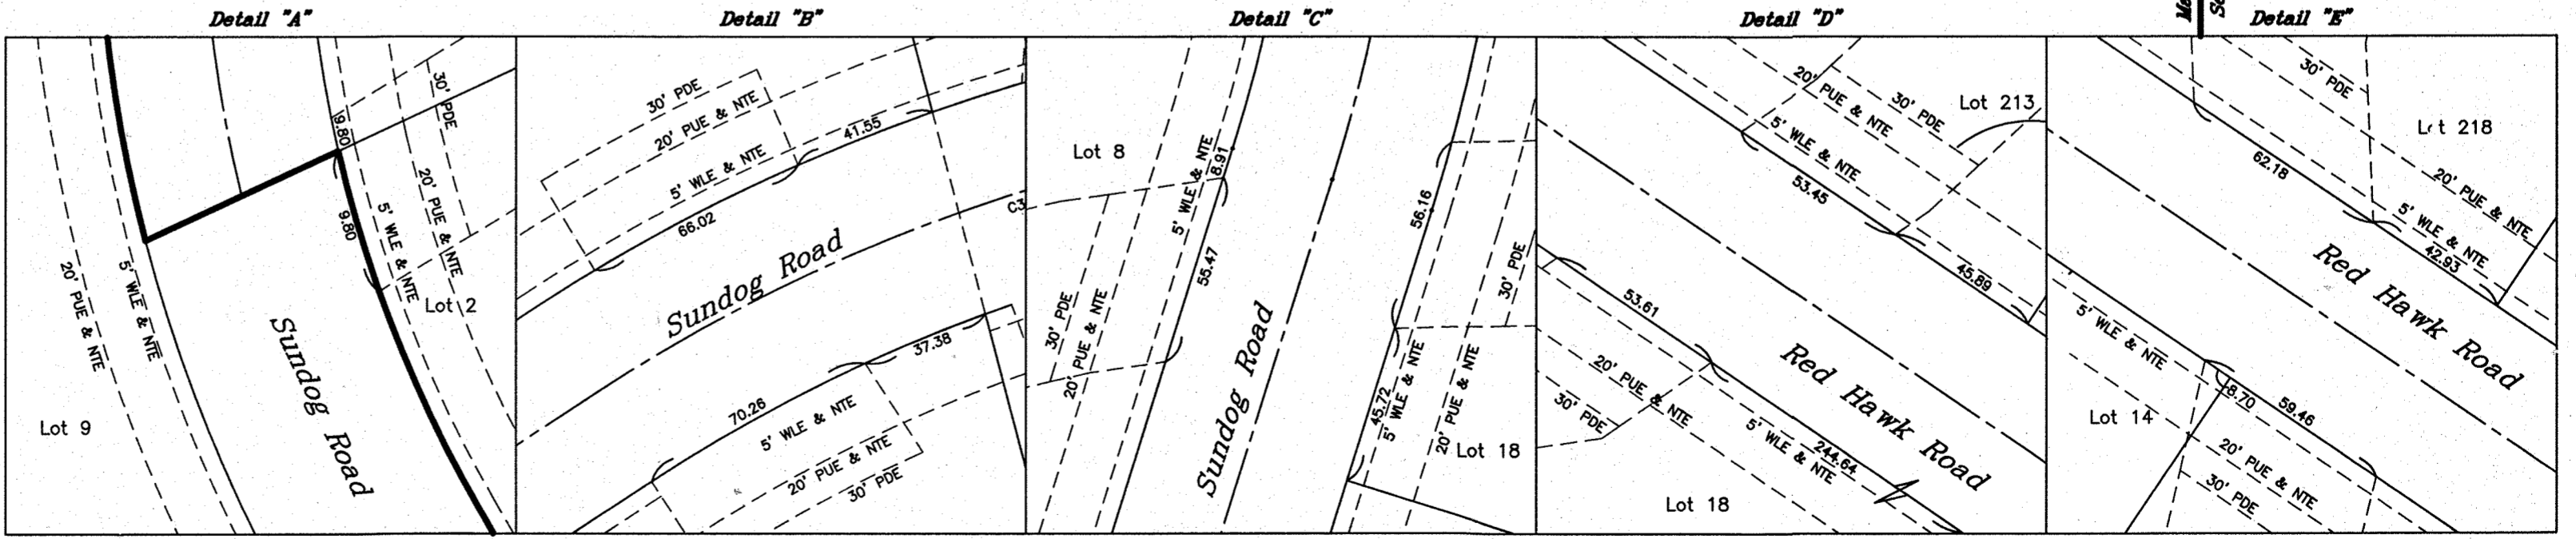 Detail "A"
9.80
30' PDE
9.80
20' PUE & NTE
5' WLE & NTE
5' WLE & NTE
20' PUE & NTE
Lot 2
Sundog Road
Lot 9
Detail "B"
30' PDE
20' PUE & NTE
41.55
5' WLE & NTE
66.02
C3
Sundog Road
37.38
70.26
5' WLE & NTE
20' PUE & NTE
30' PDE
Detail "C"
Lot 8
8.91
5' WLE & NTE
56.16
55.47
30' PDE
30' PDE
20' PUE & NTE
Sundog Road
45.72
5' WLE & NTE
20' PUE & NTE
Lot 18
Detail "D"
20' PUE & NTE
30' PDE
Lot 213
5' WLE & NTE
53.45
45.89
53.61
Red Hawk Road
20' PUE & NTE
30' PDE
5' WLE & NTE
244.64
Lot 18
Detail "E"
30' PDE
Lot 218
62.18
20' PUE & NTE
5' WLE & NTE
42.93
Red Hawk Road
5' WLE & NTE
8.70
59.46
Lot 14
20' PUE & NTE
30' PDE